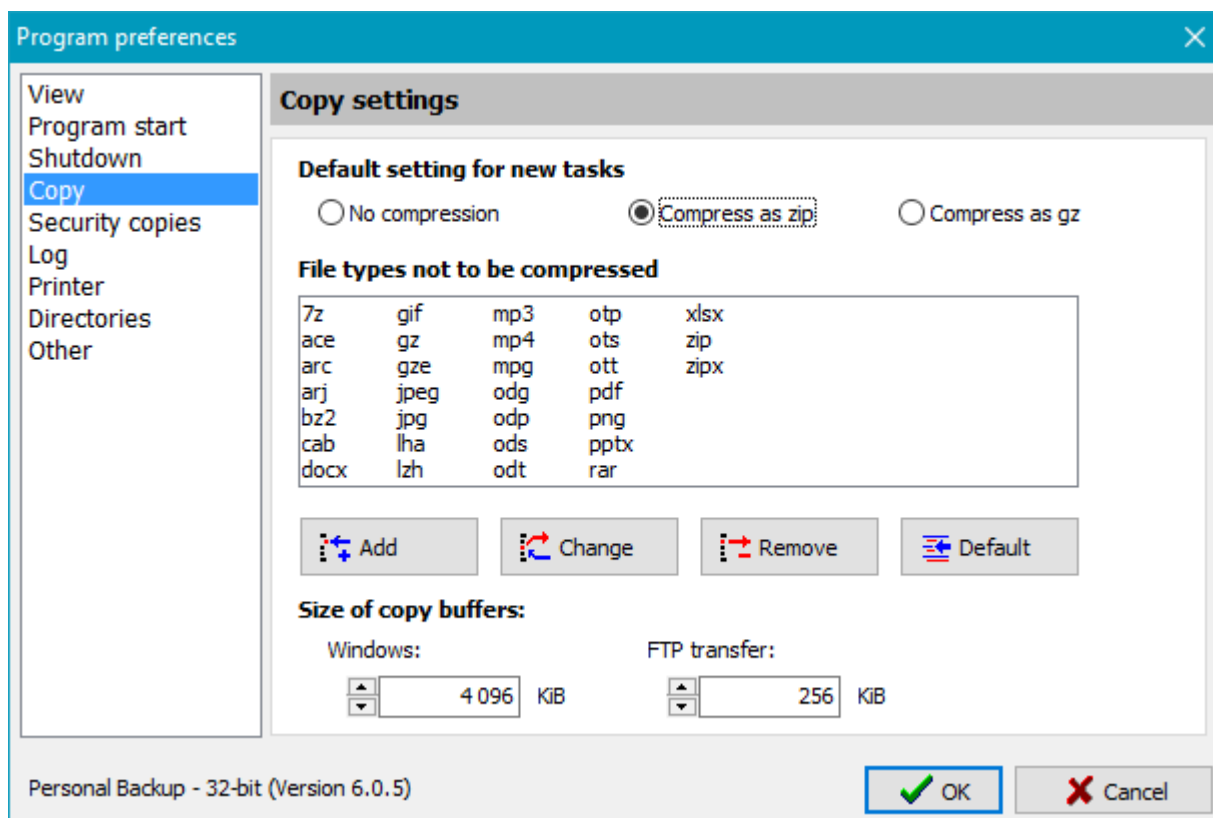 Program preferences
View
Program start
Shutdown
Copy
Security copies
Log
Printer
Directories
Other
Copy settings
Default setting for new tasks
No compression Compress as zip Compress as gz
File types not to be compressed
7z gif mp3 otp xlsx
ace gz mp4 ots zip
arc gze mpg ott zipx
arj jpeg odg pdf
bz2 jpg odp png
cab lha ods pptx
docx lzh odt rar
Add Change Remove Default
Size of copy buffers:
Windows: FTP transfer:
4 096 KiB 256 KiB
Personal Backup - 32-bit (Version 6.0.5)
OK Cancel